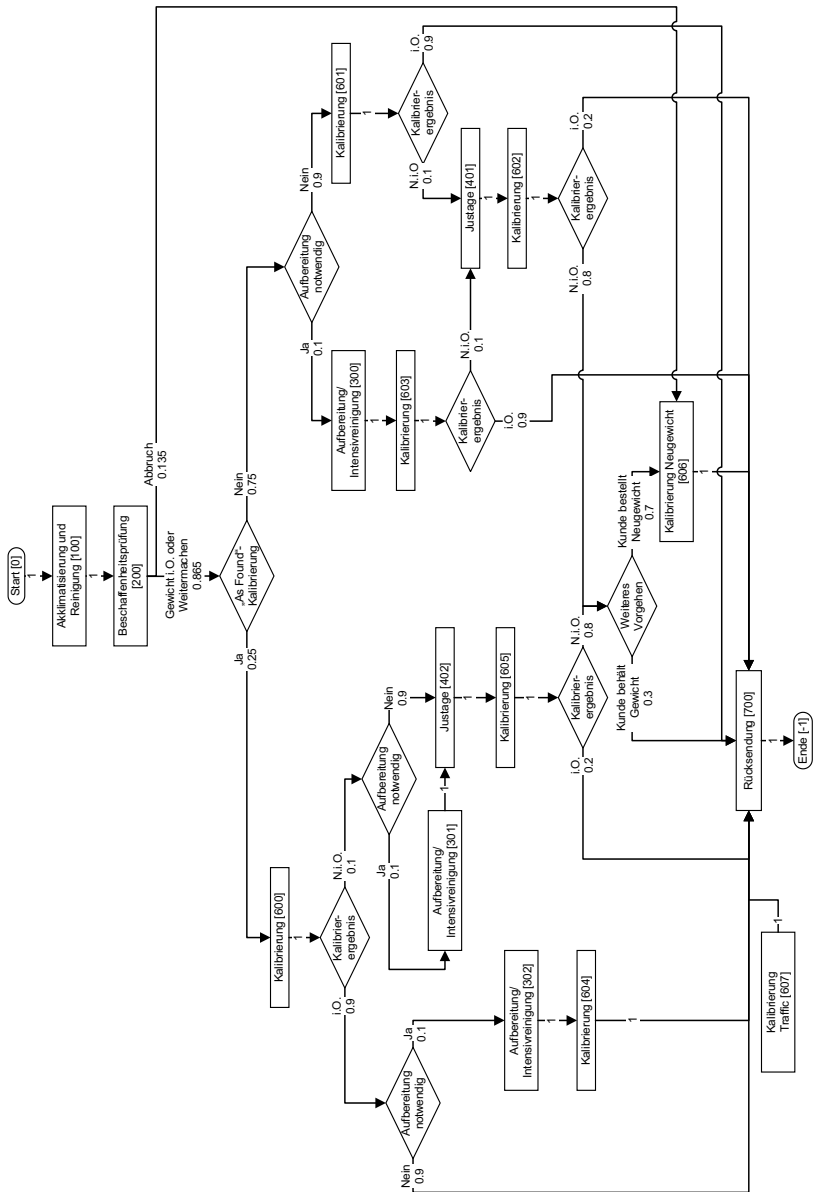 Start [0]
1
Akklimatisierung und
Reinigung [100]
1
Beschaffenheitsprüfung
[200]
Abbruch
0.135
Gewicht i.O. oder
Weitermachen
0.865
„As Found"-
Kalibrierung
Ja
0.25
Nein
0.75
Kalibrierung [600]
1
Kalibrier-
ergebnis
i.O.
0.9
N.i.O.
0.1
Aufbereitung
notwendig
Nein
0.9
Ja
0.1
Aufbereitung/
Intensivreinigung [302]
1
Kalibrierung [604]
1
Aufbereitung
notwendig
Ja
0.1
Nein
0.9
Aufbereitung/
Intensivreinigung [301]
1
Justage [402]
1
Kalibrierung [605]
1
Kalibrier-
ergebnis
i.O.
0.2
N.i.O.
0.8
Aufbereitung
notwendig
Ja
0.1
Nein
0.9
Aufbereitung/
Intensivreinigung [300]
1
Kalibrierung [603]
1
Kalibrier-
ergebnis
i.O.
0.9
N.i.O.
0.1
Kalibrierung [601]
1
Kalibrier-
ergebnis
N.i.O
0.1
i.O.
0.9
Justage [401]
1
Kalibrierung [602]
1
Kalibrier-
ergebnis
N.i.O.
0.8
i.O.
0.2
Weiteres
Vorgehen
Kunde behält
Gewicht
0.3
Kunde bestellt
Neugewicht
0.7
Kalibrierung Neugewicht
[606]
1
Kalibrierung
Traffic [607]
1
Rücksendung [700]
1
Ende [-1]